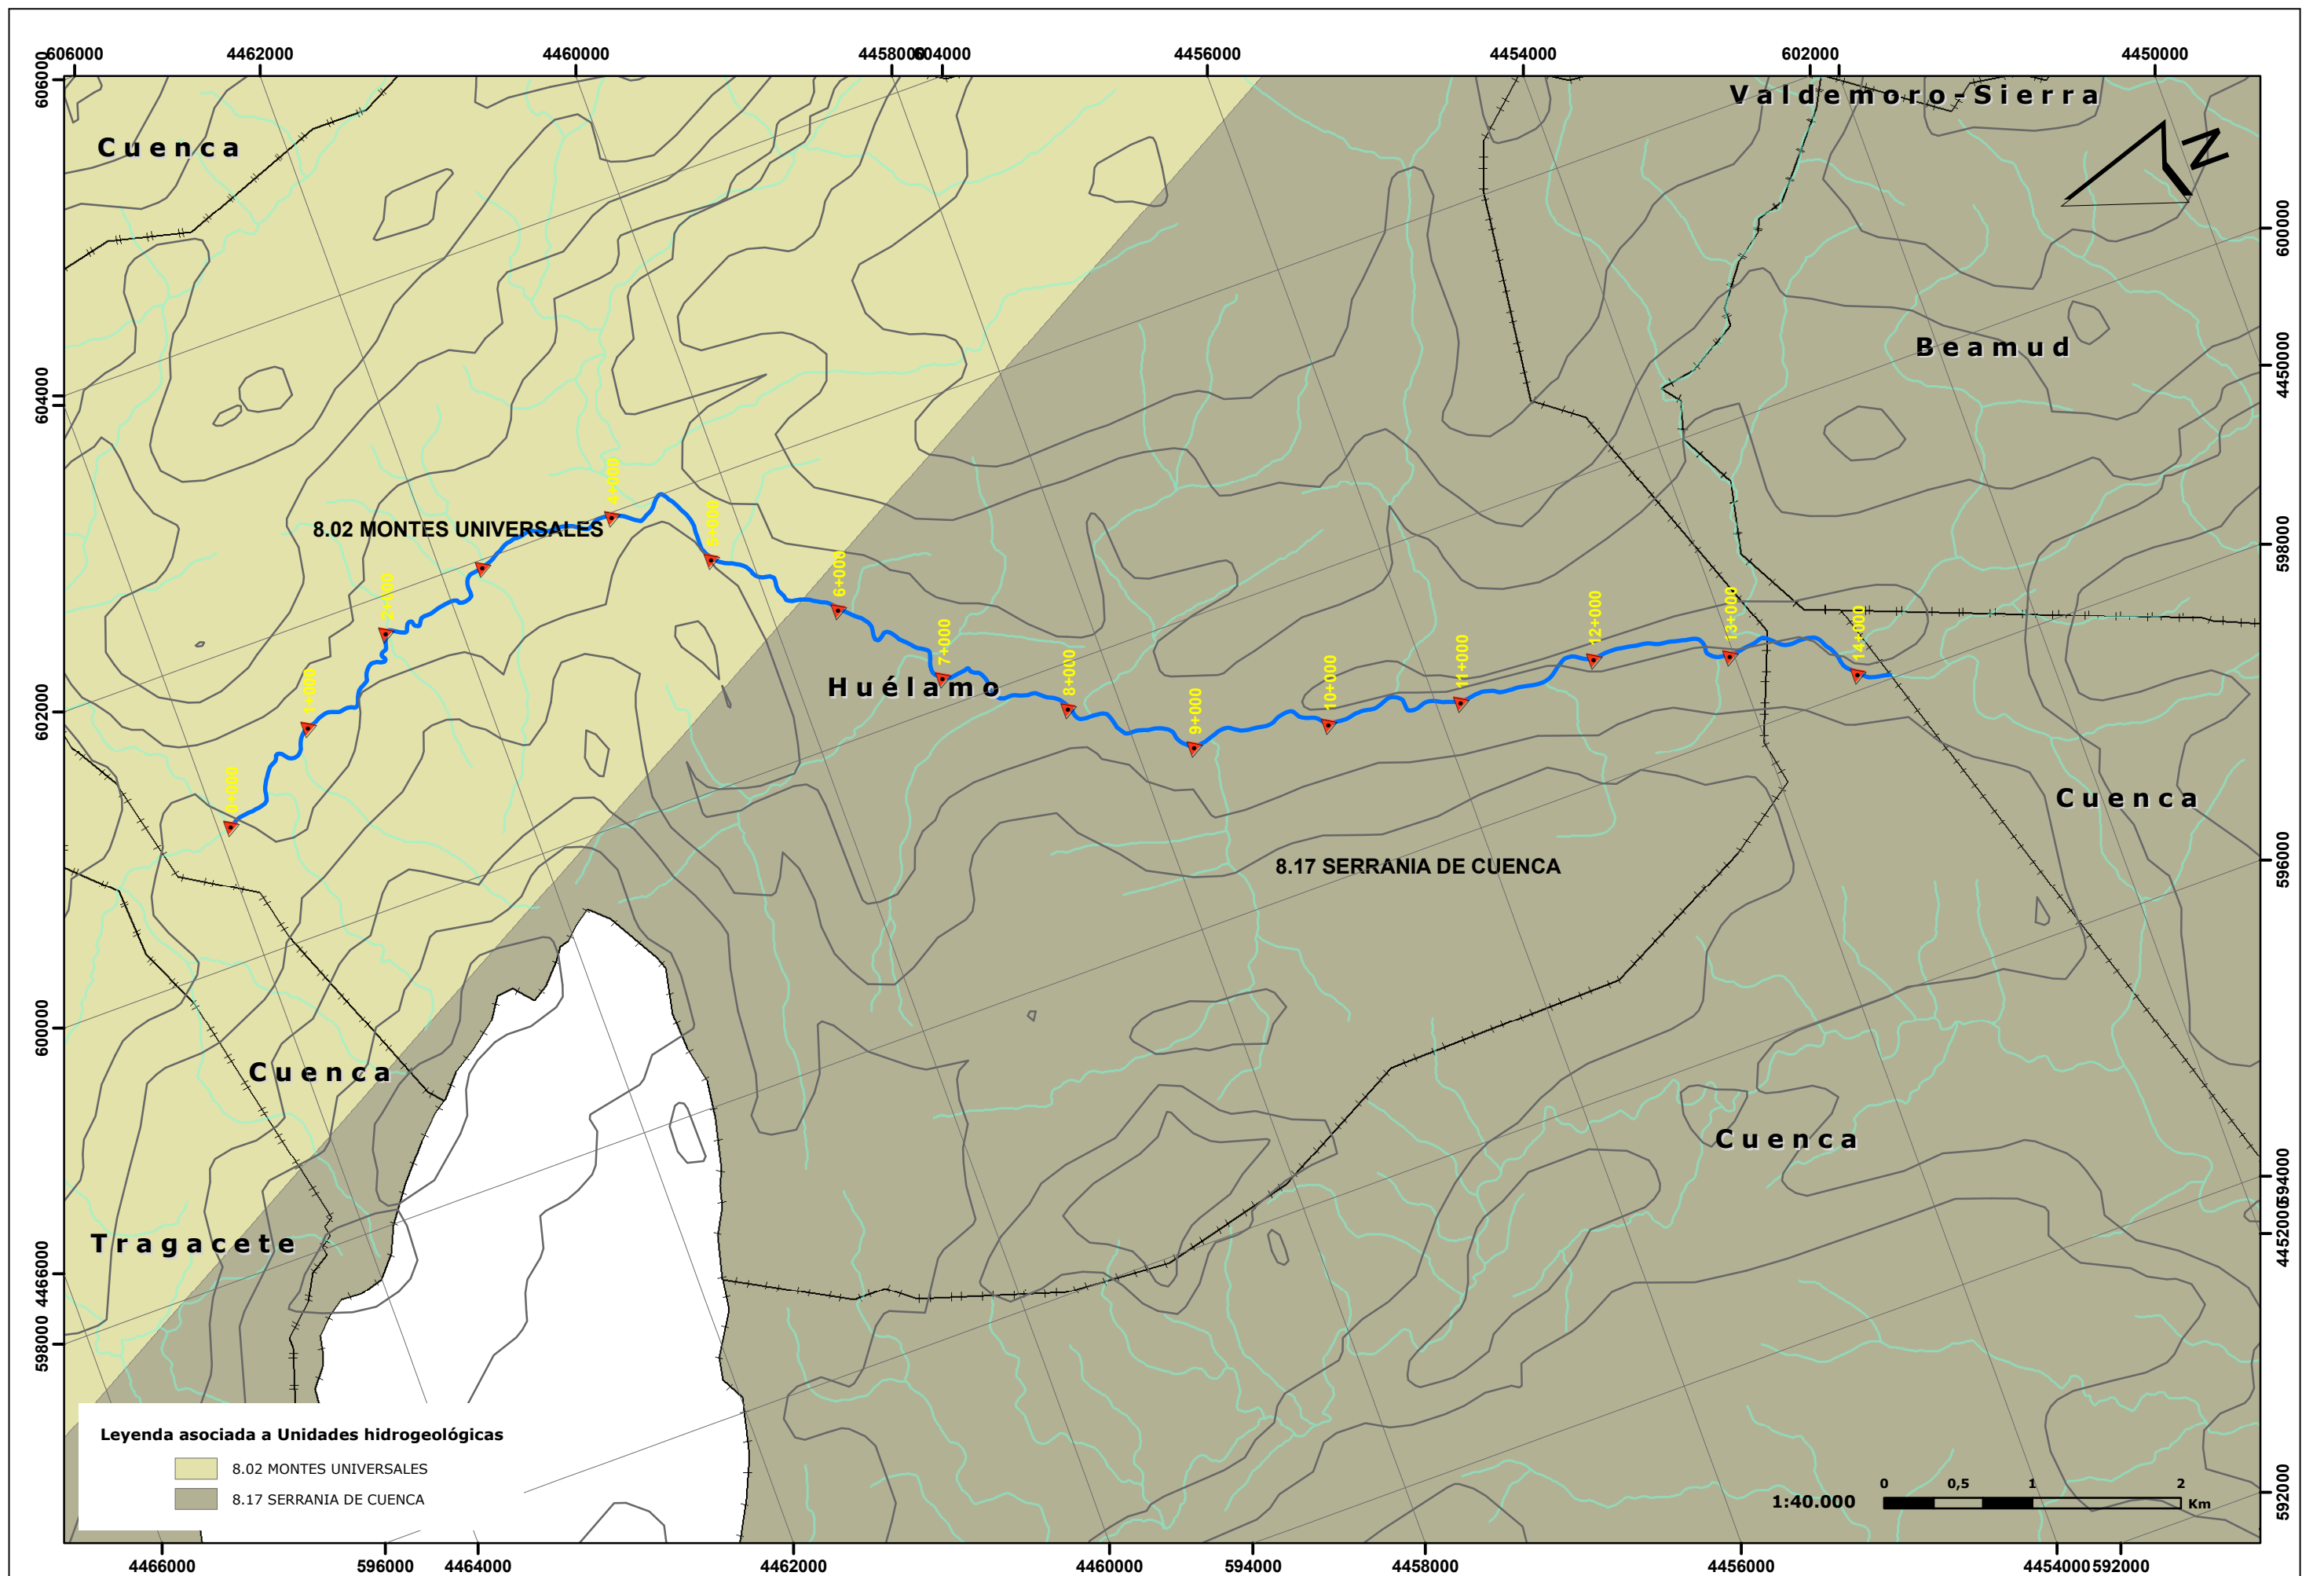 606000 4462000 4460000 4458000 604000 4456000 4454000 602000 4450000
606000
604000
602000
600000
4466000
598000
600000
4450000
598000
596000
594000
4452000
592000
Valdemoro-Sierra
Cuenca
N
Beamud
4+000
8.02 MONTES UNIVERSALES
5+000
6+000
2+000
12+000
13+000
14+000
7+000
11+000
8+000
10+000
1+000
Huélamo
9+000
0+000
Cuenca
8.17 SERRANIA DE CUENCA
Cuenca
Cuenca
Tragacete
Leyenda asociada a Unidades hidrogeológicas
8.02 MONTES UNIVERSALES
8.17 SERRANIA DE CUENCA
0 0,5 1 2
1:40.000 Km
4466000 596000 4464000 4462000 4460000 594000 4458000 4456000 4454000 592000